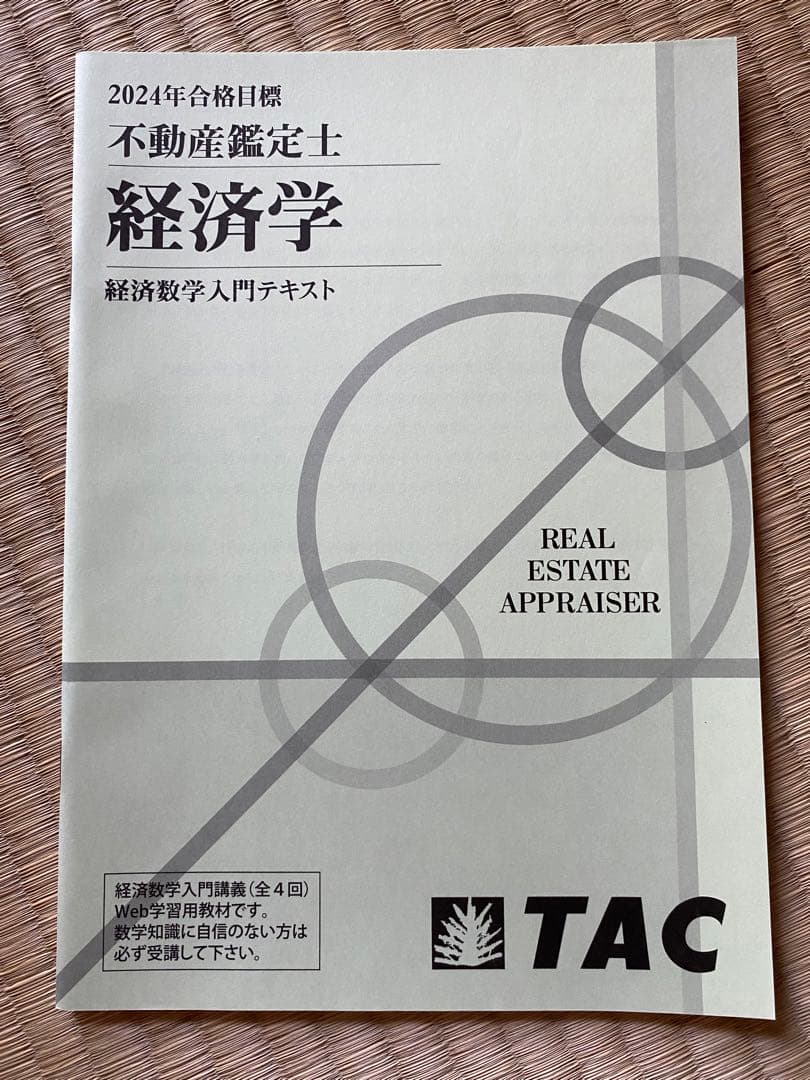 2024年合格目標
不動産鑑定士
経済学
経済数学入門テキスト
REAL
ESTATE
APPRAISER
経済数学入門講義(全4回)
Web学習用教材です。
数学知識に自信のない方は
必ず受講して下さい。
TAC